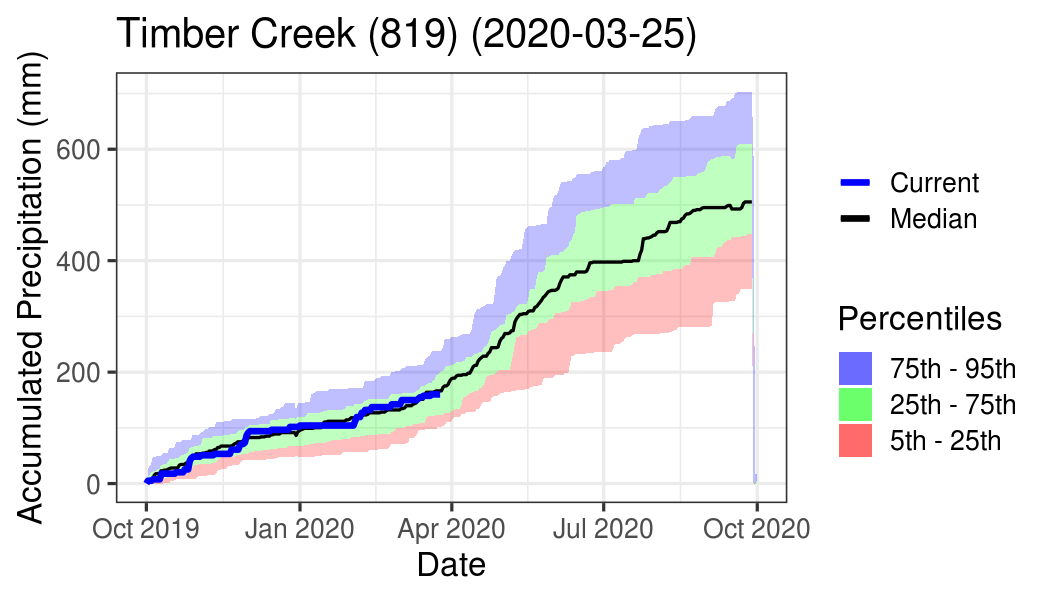 Timber Creek (819) (2020-03-25)
Accumulated Precipitation (mm)
600
400
200
0
Oct 2019
Jan 2020
Apr 2020
Jul 2020
Oct 2020
Date
Current
Median
Percentiles
75th - 95th
25th - 75th
5th - 25th